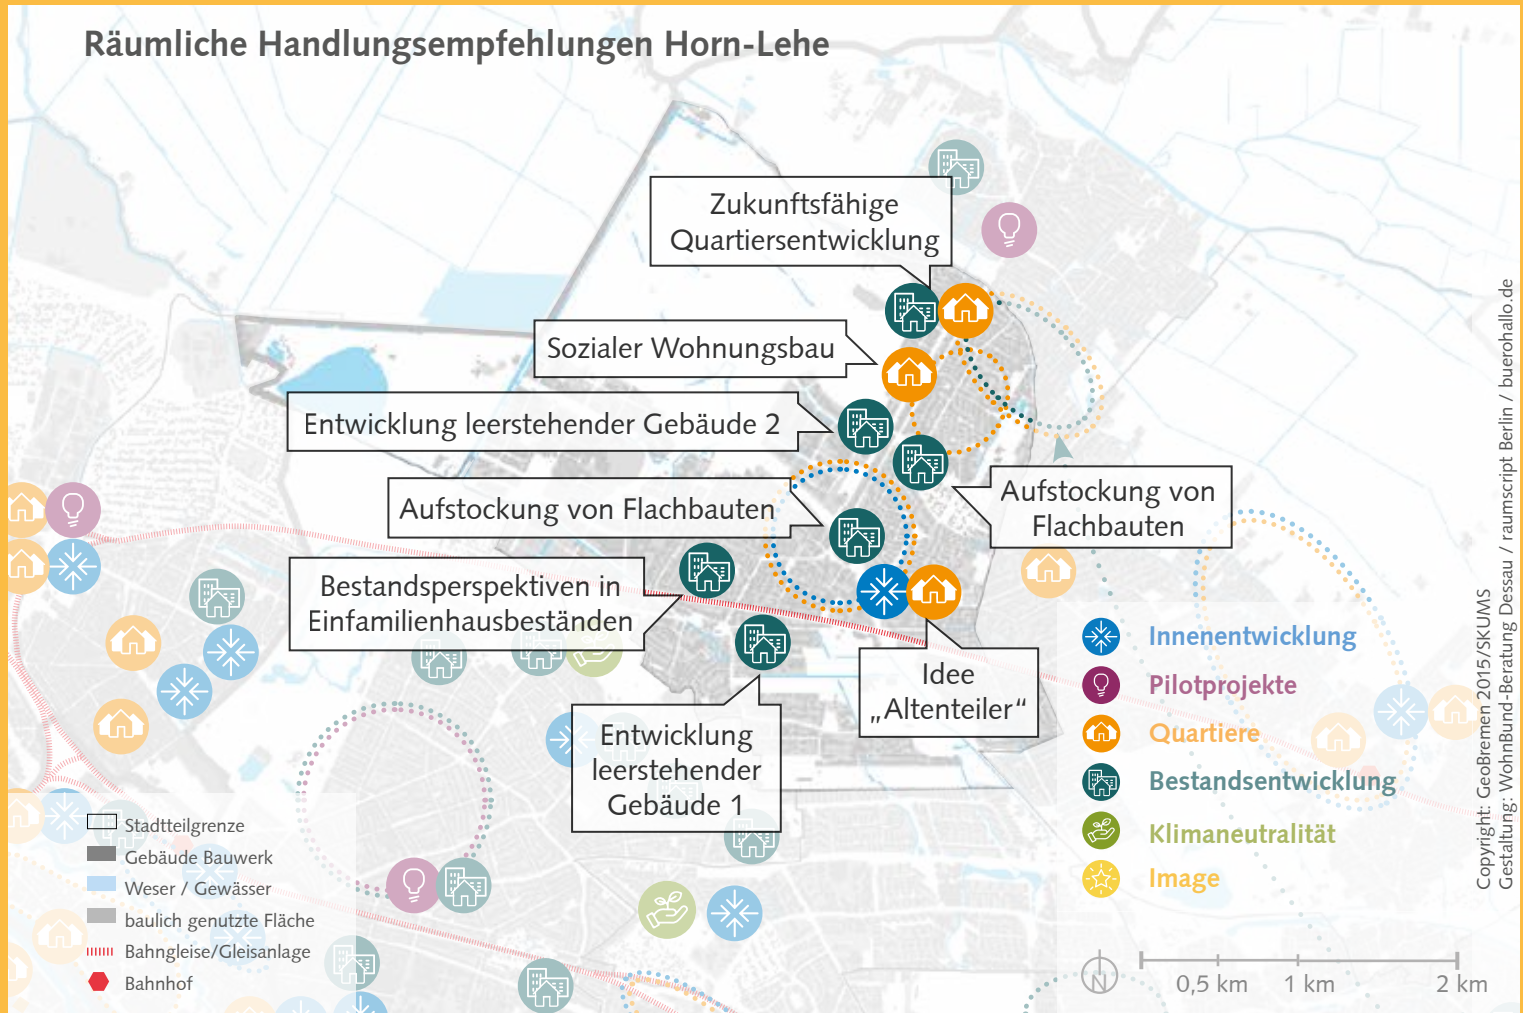 Räumliche Handlungsempfehlungen Horn-Lehe
Zukunftsfähige
Quartiersentwicklung
Sozialer Wohnungsbau
Entwicklung leerstehender Gebäude 2
Aufstockung von Flachbauten
Aufstockung von
Flachbauten
Bestandsperspektiven in
Einfamilienhausbeständen
Idee
„Altenteiler“
Entwicklung
leerstehender
Gebäude 1
Innenentwicklung
Pilotprojekte
Quartiere
Bestandsentwicklung
Klimaneutralität
Image
Stadtteilgrenze
Gebäude Bauwerk
Weser / Gewässer
baulich genutzte Fläche
Bahngleise/Gleisanlage
Bahnhof
N
0,5 km 1 km 2 km
Copyright: GeoBremen 2015/SKUMS
Gestaltung: WohnBund-Beratung Dessau / raumscript Berlin / buerohallo.de